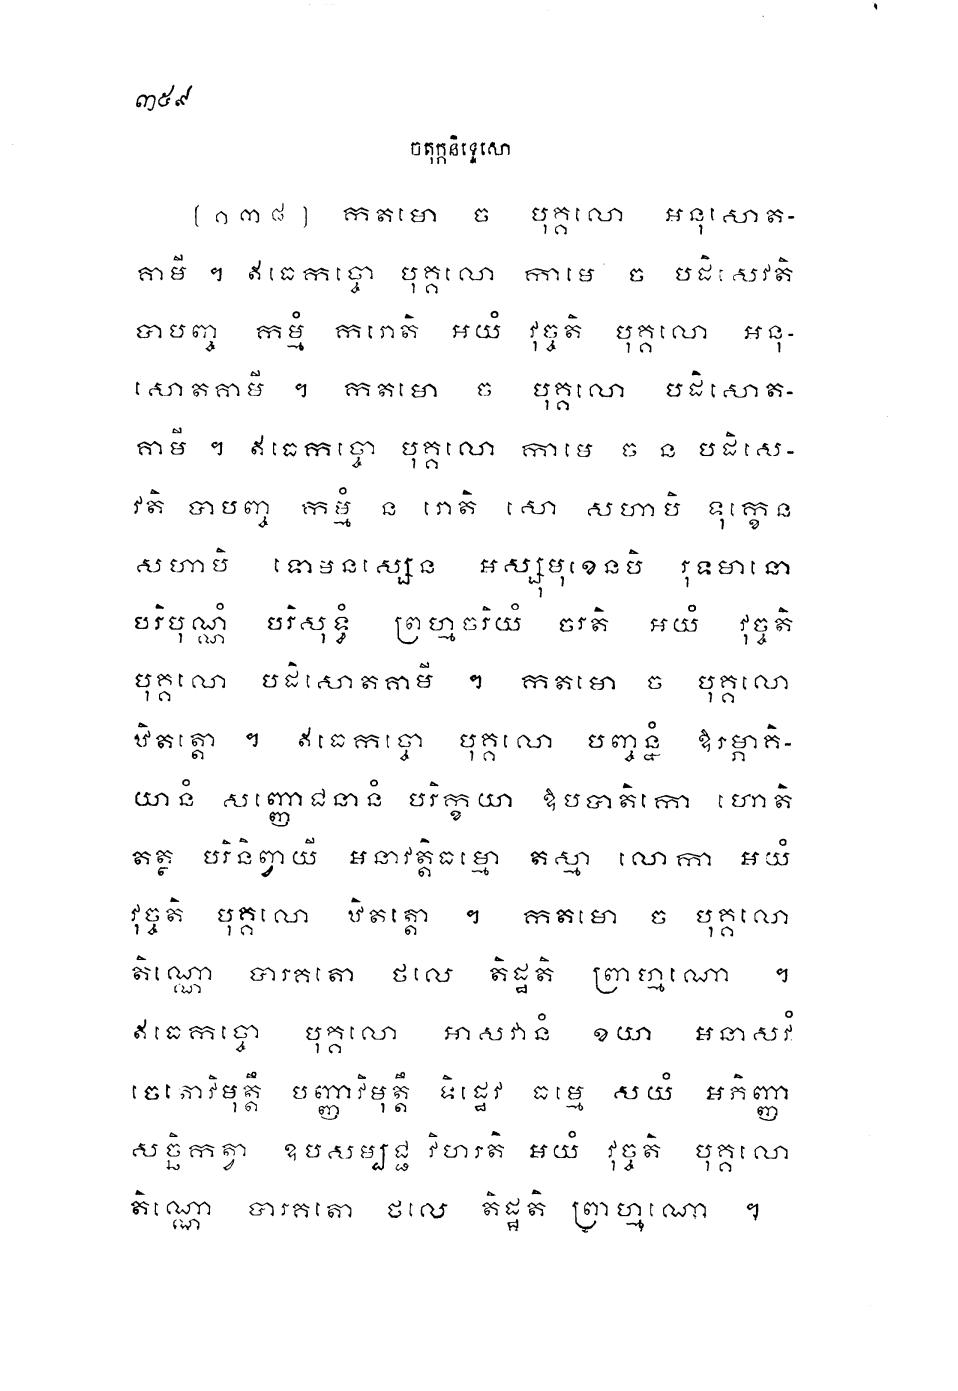 ៣៥៩
ចតុក្កនិទ្ទេសោ
[១៣៨] កតមោ ច បុគ្គលោ អនុសោត-
គាមី ។ ឥធេកច្ចោ បុគ្គលោ កាមេ ច បដិសេវតិ
បាបញ្ច កម្មំ ករោតិ អយំ វុច្ចតិ បុគ្គលោ អនុ-
សោតគាមី ។ កតមោ ច បុគ្គលោ បដិសោត-
គាមី ។ ឥធេកច្ចោ បុគ្គលោ កាមេ ច ន បដិសេ-
វតិ បាបញ្ច កម្មំ ន រោតិ សោ សហាបិ ទុក្ខេន
សហាបិ ទោមនស្សេន អស្សុមុខេនបិ រុទមានោ
បរិបុណ្ណំ បរិសុទ្ធំ ព្រហ្មចរិយំ ចរតិ អយំ វុច្ចតិ
បុគ្គលោ បដិសោតគាមី ។ កតមោ ច បុគ្គលោ
ឋិតត្តោ ។ ឥធេកច្ចោ បុគ្គលោ បញ្ចន្នំ ឱរម្ភាគិ-
យានំ សញ្ញោជនានំ បរិក្ខយា ឱបបាតិកោ ហោតិ
តត្ថ បរិនិព្វាយី អនាវត្តិធម្មោ តស្មា លោកា អយំ
វុច្ចតិ បុគ្គលោ ឋិតត្តោ ។ កតមោ ច បុគ្គលោ
តិណ្ណោ បារគតោ ថលេ តិដ្ឋតិ ព្រាហ្មណោ ។
ឥធេកច្ចោ បុគ្គលោ អាសវានំ ខយា អនាសវំ
ចេតោវិមុត្តឹ បញ្ញាវិមុត្តឹ ទិដ្ឋេវ ធម្មេ សយំ អភិញ្ញា
សច្ឆិកត្វា ឧបសម្បជ្ជ វិហរតិ អយំ វុច្ចតិ បុគ្គលោ
តិណ្ណោ បារគតោ ថលេ តិដ្ឋតិ ព្រាហ្មណោ ។